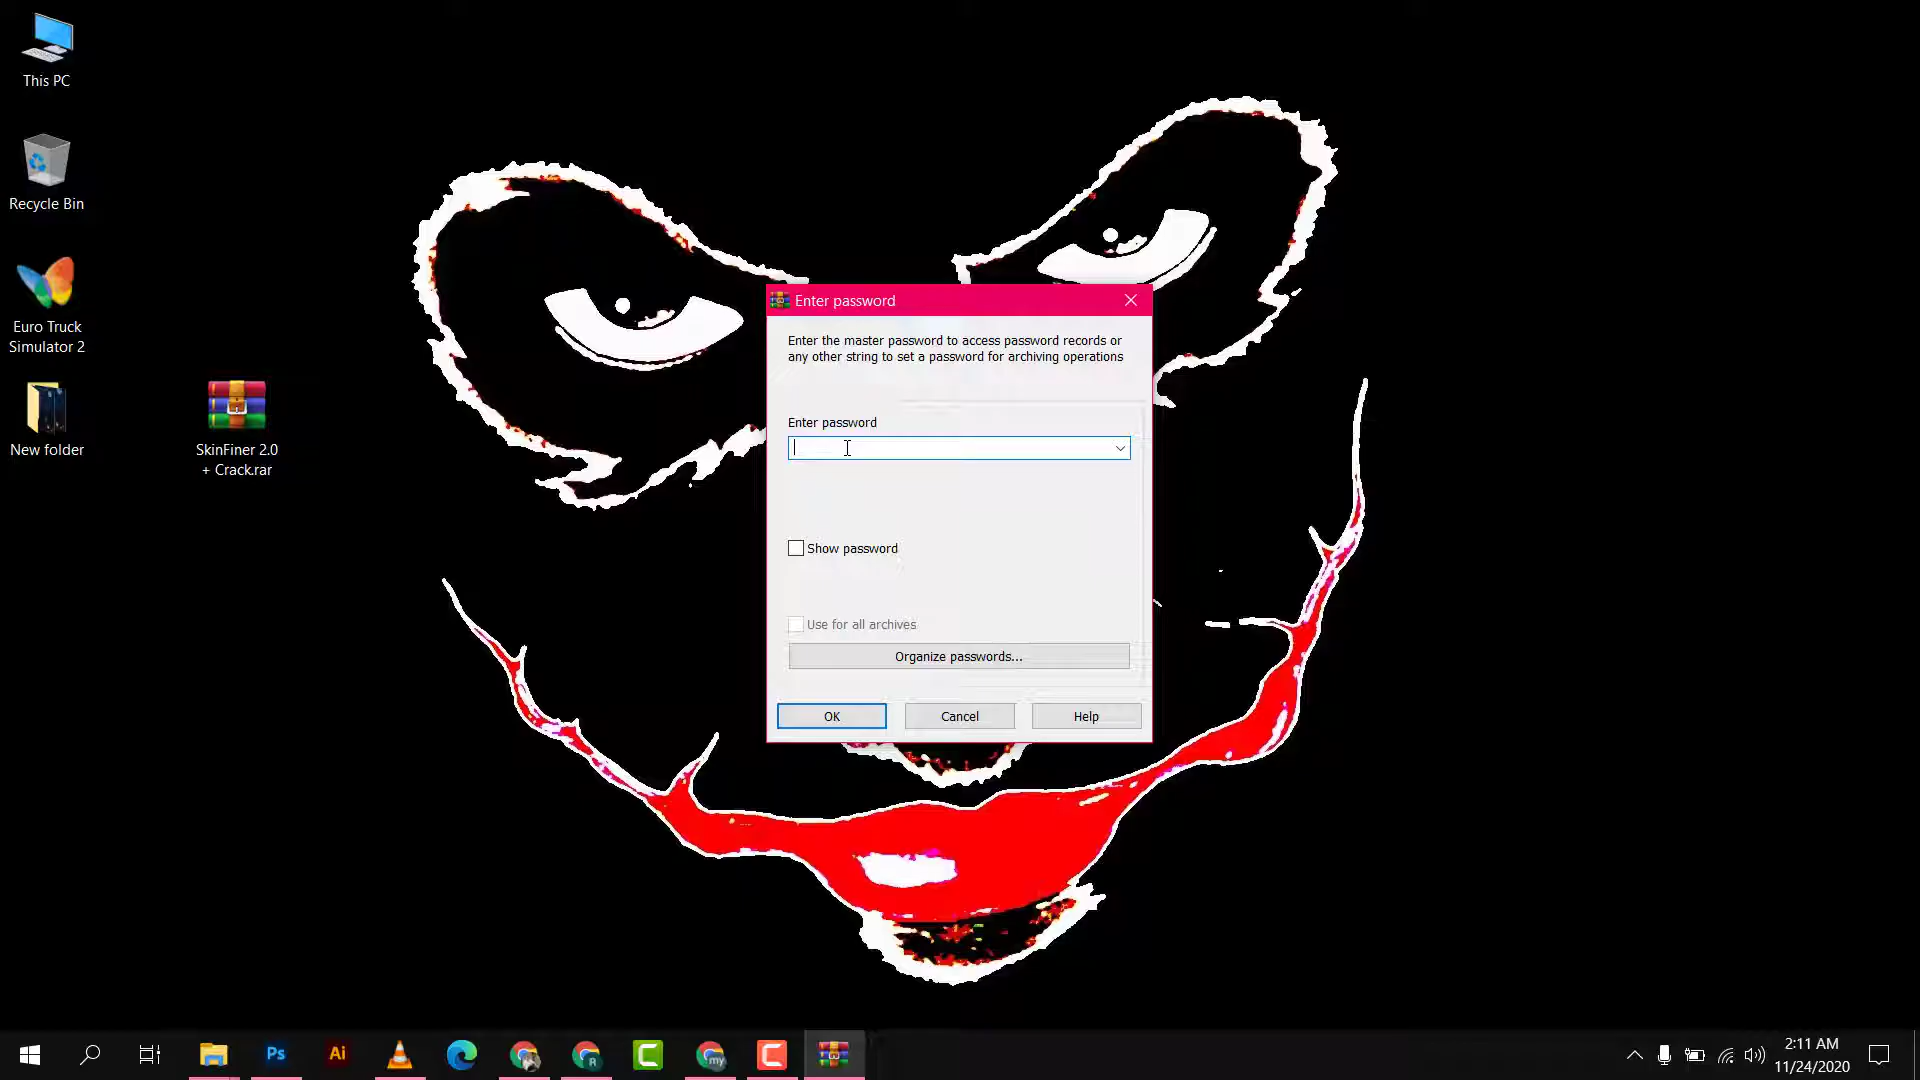 This PC
Recycle Bin
Euro Truck
Simulator 2
New folder
SkinFiner 2.0
+ Crack.rar
Enter password
Enter the master password to access password records or
any other string to set a password for archiving operations
Enter password
Show password
Use for all archives
Organize passwords...
OK
Cancel
Help
Ps
Ai
R
my
2:11 AM
11/24/2020